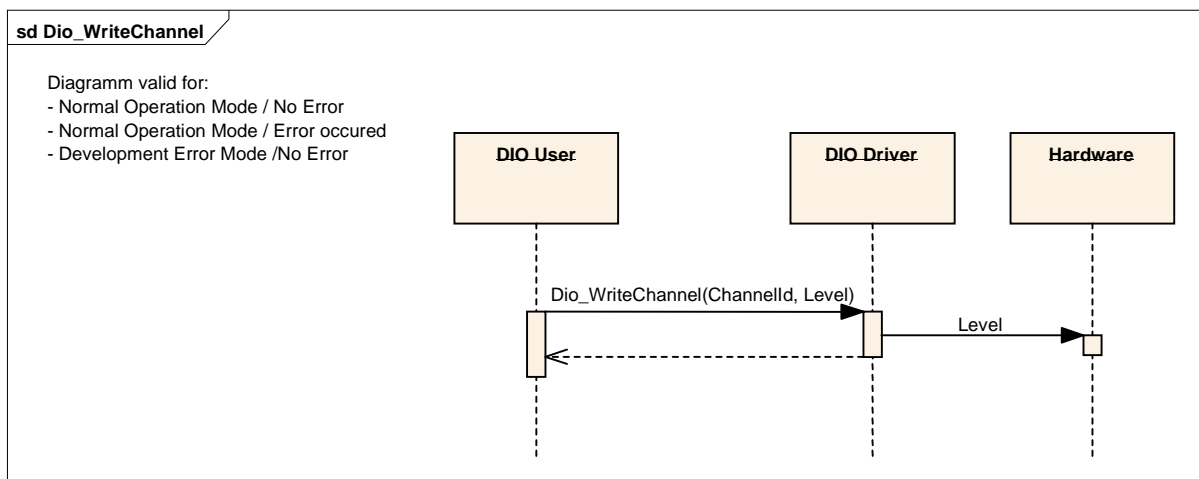 sd Dio_WriteChannel
Diagramm valid for:
- Normal Operation Mode / No Error
- Normal Operation Mode / Error occured
- Development Error Mode /No Error
DIO User
DIO Driver
Hardware
Dio_WriteChannel(ChannelId, Level)
Level